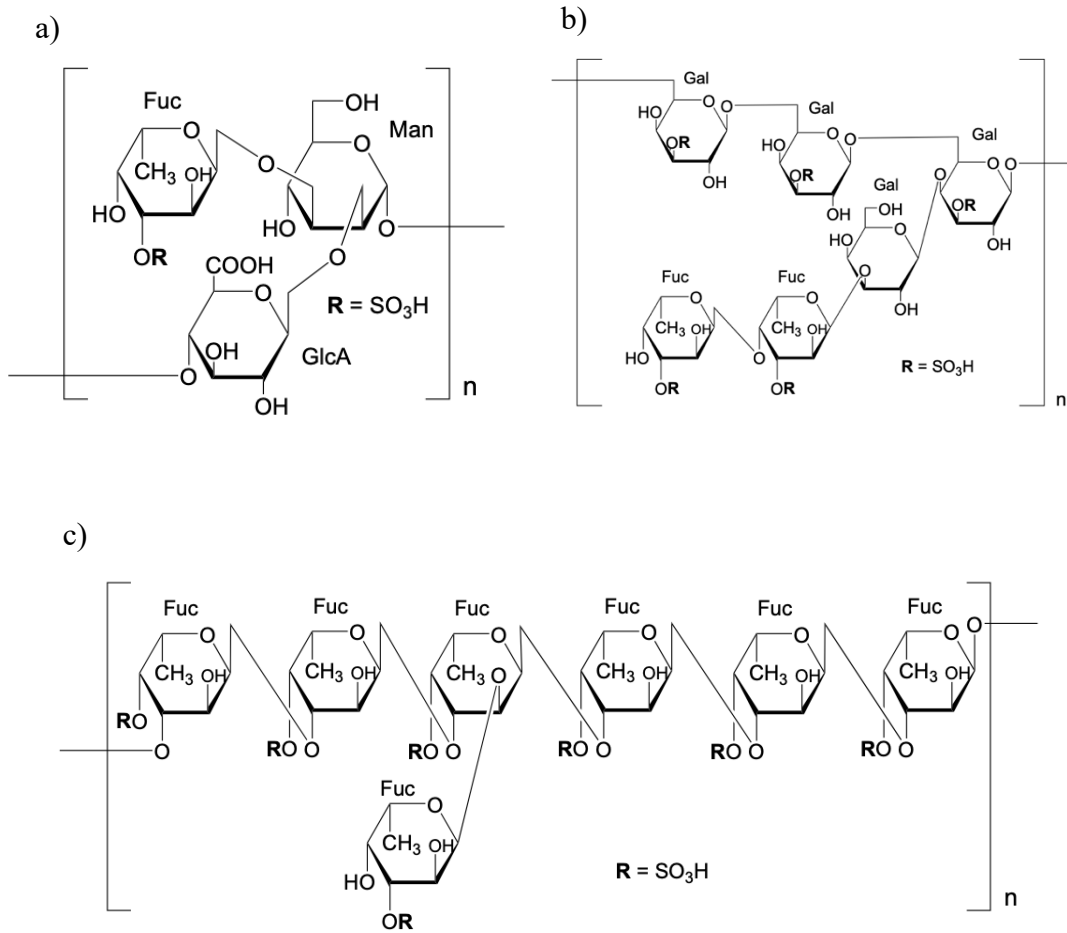 a)
Fuc
OH
Man
O
O
O
CH₃ OH
HO
HO
O
OR
COOH
O
R = SO₃H
O
OH
GlcA
O
OH
n
b)
Gal
O
O
HO
OR
Gal
O
O
HO
OR
OH
Gal
O
O
O
OR
OH
Gal
OH
O
HO
O
OH
OH
Fuc
Fuc
O
O
CH₃ OH
CH₃ OH
HO
O
OR
OR
R = SO₃H
n
c)
Fuc Fuc Fuc Fuc Fuc Fuc
O O O O O O O
CH₃ OH CH₃ OH CH₃ O CH₃ OH CH₃ OH CH₃ OH
RO
O RO O RO O RO O RO O RO O
Fuc
O
CH₃ OH
HO
OR
R = SO₃H
n